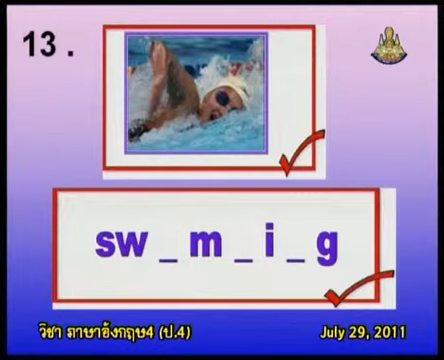 13 .
sw _ m _ i _ g
วิชา ภาษาอังกฤษ4 (ป.4)
July 29, 2011